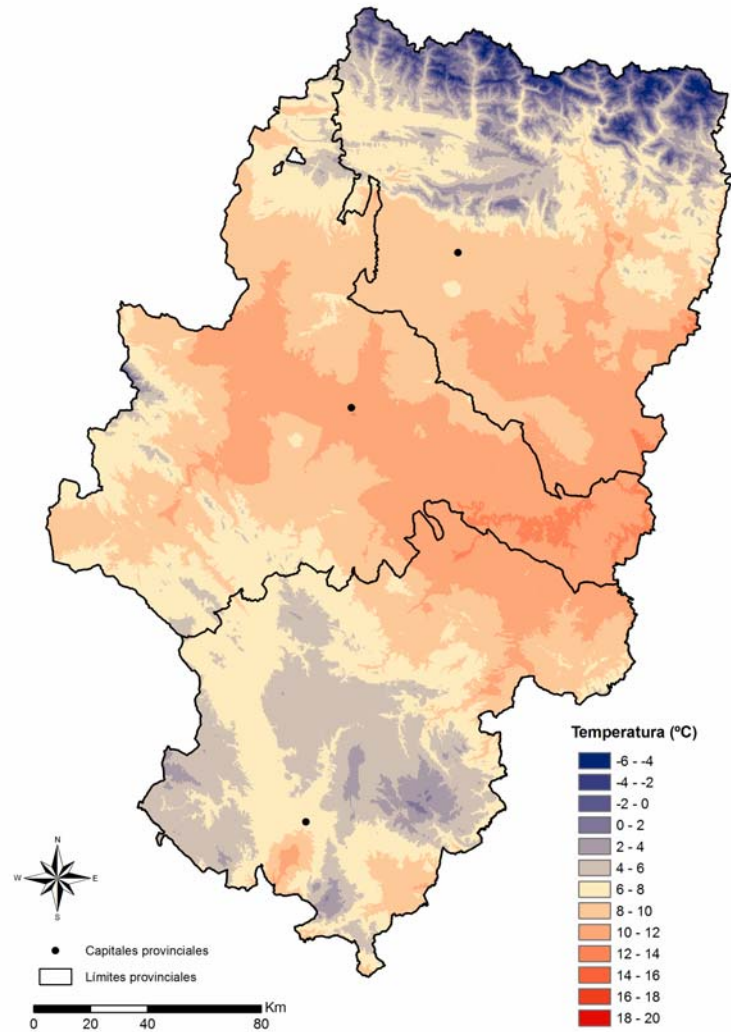 Temperatura (ºC)
-6 - -4
-4 - -2
-2 - 0
0 - 2
2 - 4
4 - 6
6 - 8
8 - 10
10 - 12
12 - 14
14 - 16
16 - 18
18 - 20
N
W E
S
Capitales provinciales
Límites provinciales
Km
0 20 40 80